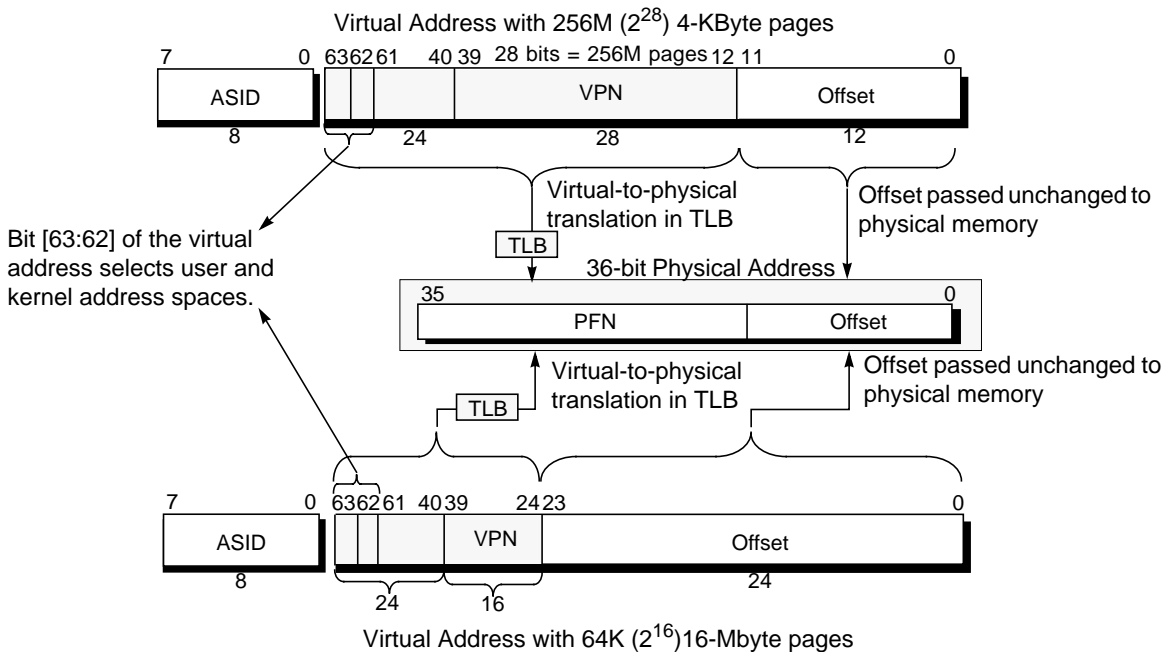 Virtual Address with 256M (2^28) 4-KByte pages
7 0 63 62 61 40 39 28 bits = 256M pages 12 11 0
ASID VPN Offset
8 24 28 12
Virtual-to-physical
translation in TLB
Offset passed unchanged to
physical memory
Bit [63:62] of the virtual
address selects user and
kernel address spaces.
TLB
36-bit Physical Address
35 0
PFN Offset
Virtual-to-physical
translation in TLB
Offset passed unchanged to
physical memory
TLB
7 0 63 62 61 40 39 24 23 0
ASID VPN Offset
8 24 16 24
Virtual Address with 64K (2^16)16-Mbyte pages